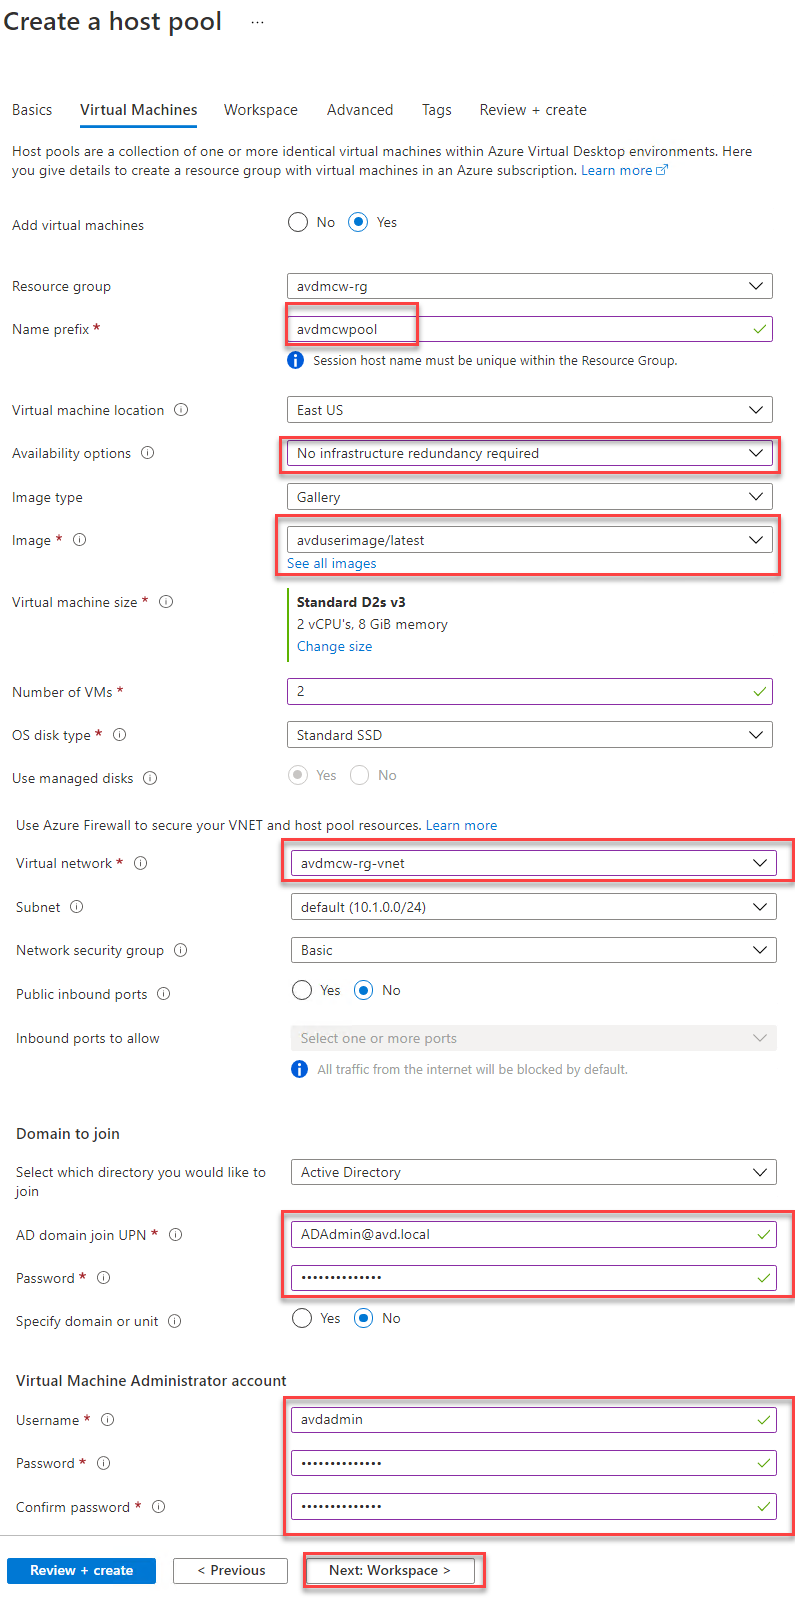 Create a host pool ...
Basics Virtual Machines Workspace Advanced Tags Review + create
Host pools are a collection of one or more identical virtual machines within Azure Virtual Desktop environments. Here
you give details to create a resource group with virtual machines in an Azure subscription. Learn more
Add virtual machines No Yes
Resource group avdmcw-rg
Name prefix * avdmcwpool
Session host name must be unique within the Resource Group.
Virtual machine location East US
Availability options No infrastructure redundancy required
Image type Gallery
Image * avduserimage/latest
See all images
Virtual machine size * Standard D2s v3
2 vCPU's, 8 GiB memory
Change size
Number of VMs * 2
OS disk type * Standard SSD
Use managed disks Yes No
Use Azure Firewall to secure your VNET and host pool resources. Learn more
Virtual network * avdmcw-rg-vnet
Subnet default (10.1.0.0/24)
Network security group Basic
Public inbound ports Yes No
Inbound ports to allow Select one or more ports
All traffic from the internet will be blocked by default.
Domain to join
Select which directory you would like to Active Directory
join
AD domain join UPN * ADAdmin@avd.local
Password * ••••••••••••••
Specify domain or unit Yes No
Virtual Machine Administrator account
Username * avdadmin
Password * ••••••••••••••
Confirm password * ••••••••••••••
Review + create < Previous Next: Workspace >